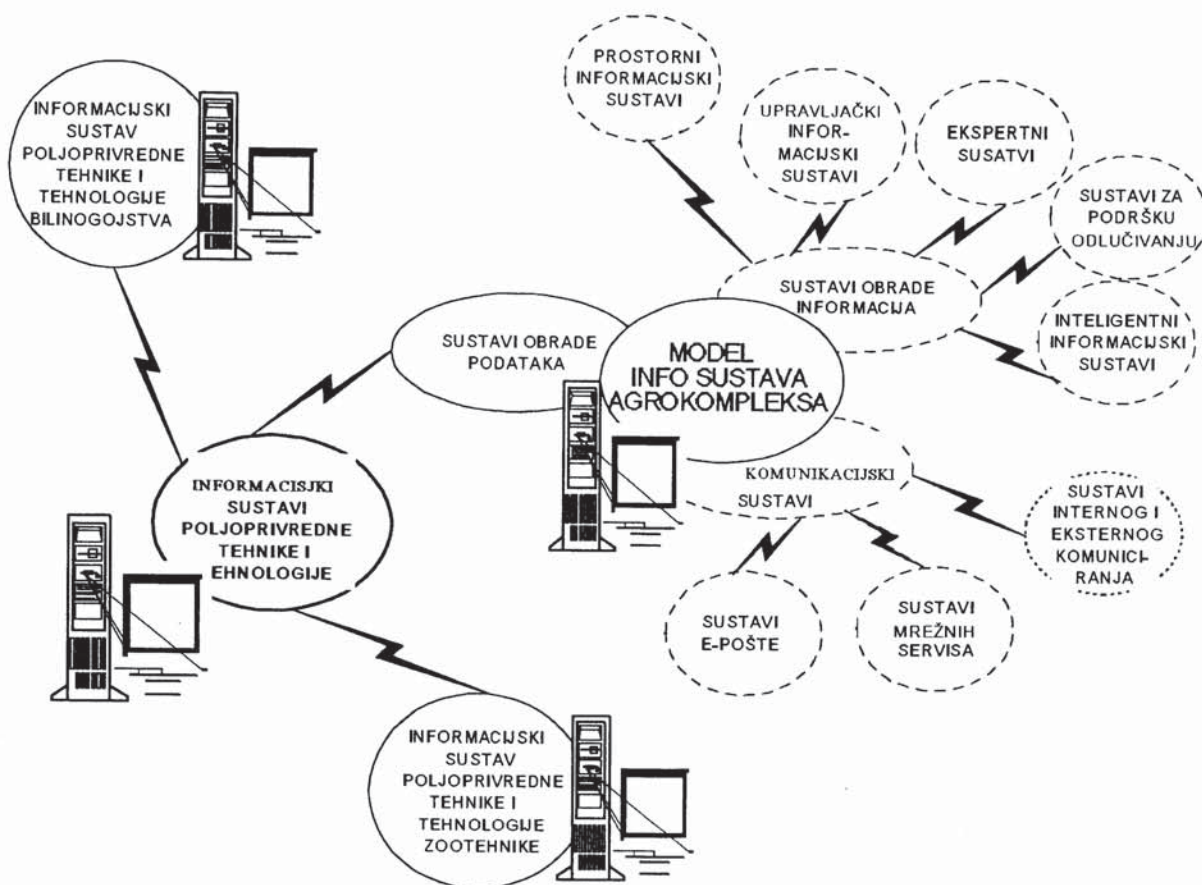 PROSTORNI
INFORMACIJSKI
SUSTAVI
UPRAVLJAČKI
INFOR-
MACIJSKI
SUSTAVI
EKSPERTNI
SUSATVI
SUSTAVI ZA
PODRŠKU
ODLUČIVANJU
INFORMACIJSKI
SUSTAV
POLJOPRIVREDNE
TEHNIKE I
TEHNOLOGIJE
BILINOGOJSTVA
SUSTAVI OBRADE
INFORMACIJA
INTELIGENTNI
INFORMACIJSKI
SUSTAVI
SUSTAVI OBRADE
PODATAKA
MODEL
INFO SUSTAVA
AGROKOMPLEKSA
KOMUNIKACIJSKI
SUSTAVI
SUSTAVI
INTERNOG I
EKSTERNOG
KOMUNICI-
RANJA
INFORMACISJKI
SUSTAVI
POLJOPRIVREDNE
TEHNIKE I
EHNOLOGIJE
SUSTAVI
E-POŠTE
SUSTAVI
MREŽNIH
SERVISA
INFORMACIJSKI
SUSTAV
POLJOPRIVREDNE
TEHNIKE I
TEHNOLOGIJE
ZOOTEHNIKE